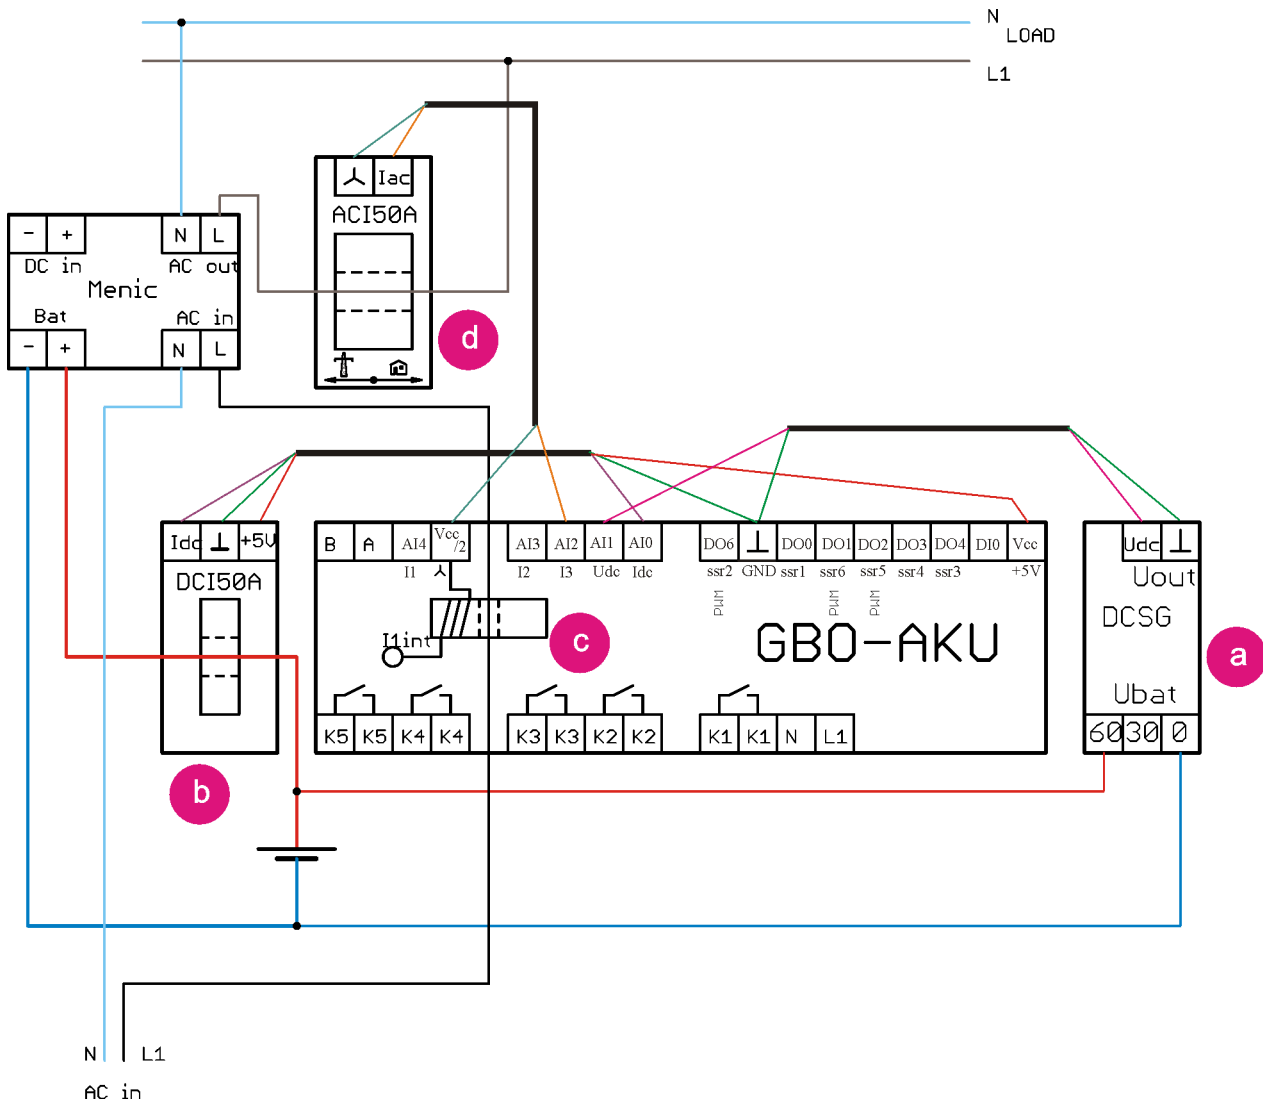 N
LOAD
L1
Iac
ACI50A
- + N L
DC in AC out
Menic
Bat AC in
- + N L
d
Idc ⊥ +5V
DCI50A
B A AI4 Vcc/2 AI3 AI2 AI1 AI0 DO6 ⊥ DO0 DO1 DO2 DO3 DO4 DI0 Vcc
I1 I2 I3 Udc Idc ssr2 GND ssr1 ssr6 ssr5 ssr4 ssr3 +5V
PWM PWM PWM
I1int
c
GBO-AKU
K5 K5 K4 K4 K3 K3 K2 K2 K1 K1 N L1
Udc ⊥
Uout
DCSG
a
Ubat
60 30 0
b
N L1
AC in